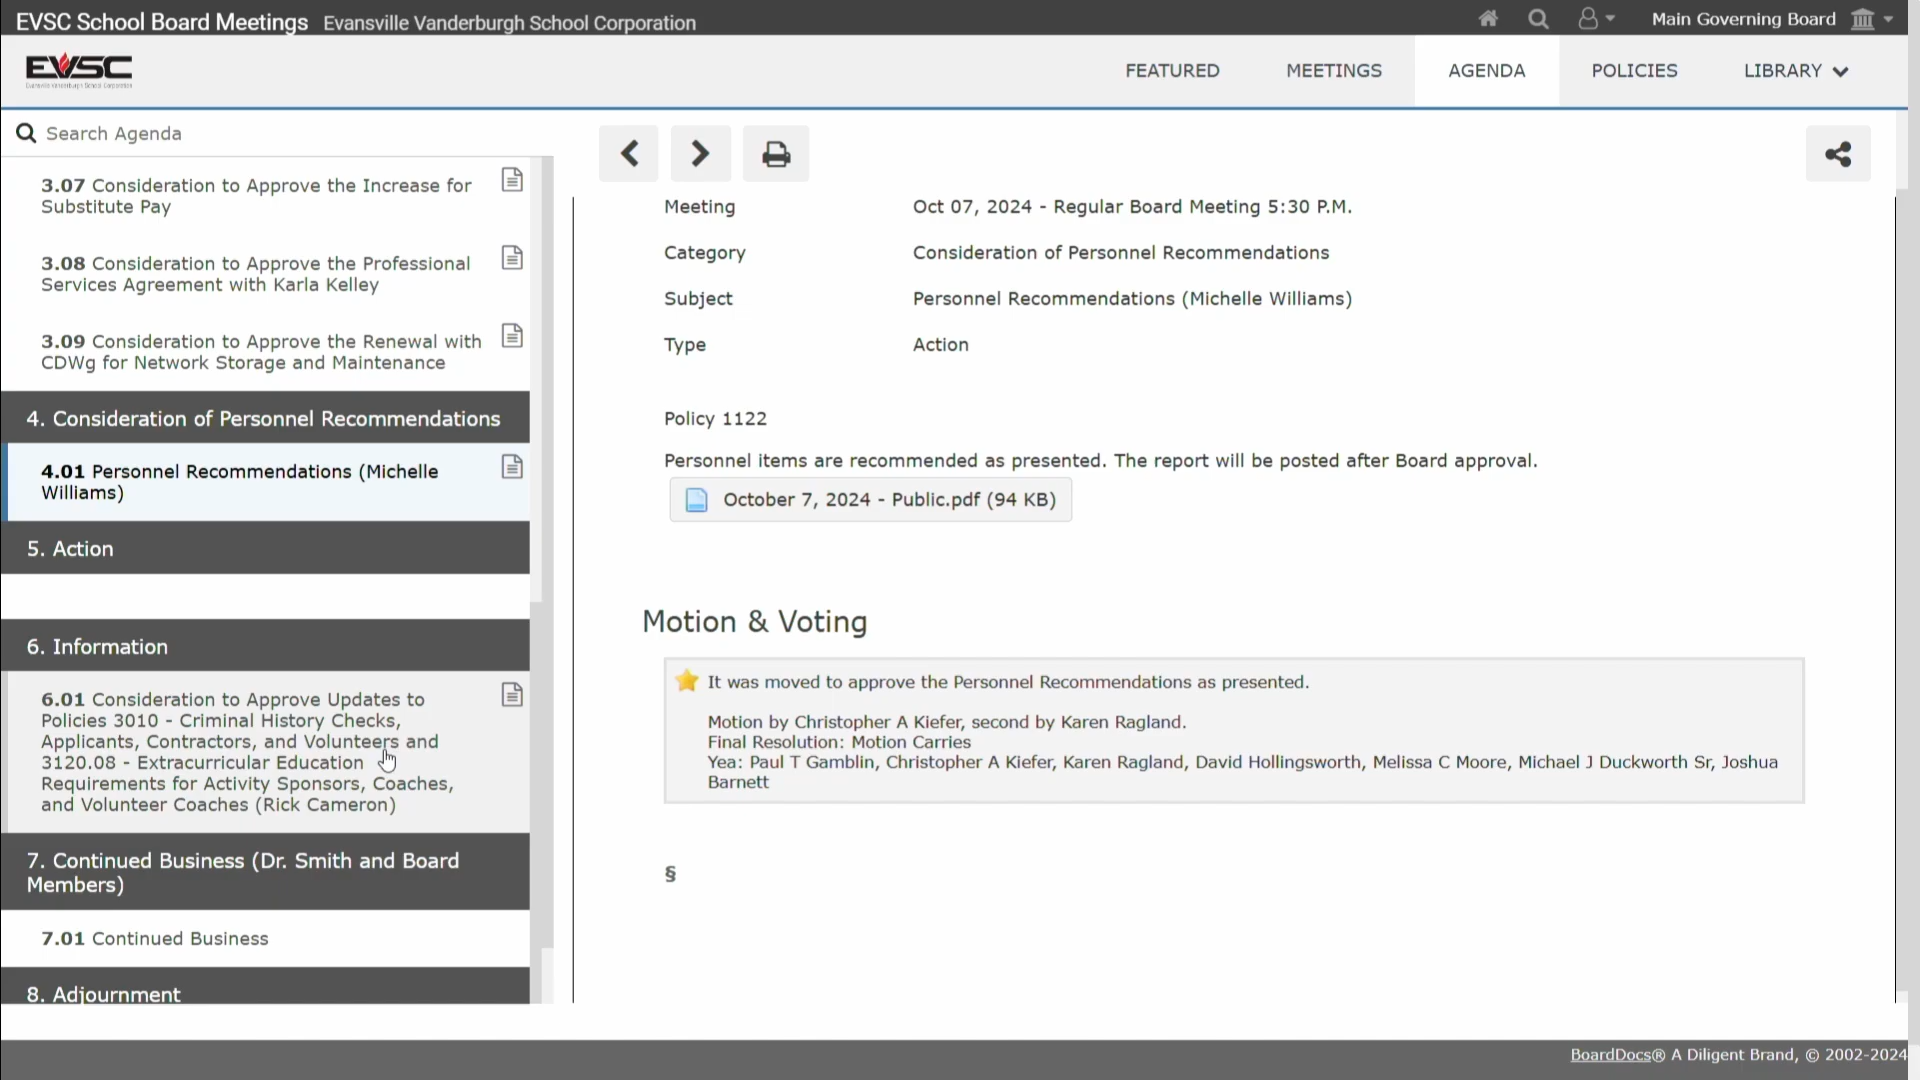 EVSC School Board Meetings Evansville Vanderburgh School Corporation
Main Governing Board
EVSC
Evansville Vanderburgh School Corporation
FEATURED
MEETINGS
AGENDA
POLICIES
LIBRARY
Search Agenda
3.07 Consideration to Approve the Increase for
Substitute Pay
3.08 Consideration to Approve the Professional
Services Agreement with Karla Kelley
3.09 Consideration to Approve the Renewal with
CDWg for Network Storage and Maintenance
4. Consideration of Personnel Recommendations
4.01 Personnel Recommendations (Michelle
Williams)
5. Action
6. Information
6.01 Consideration to Approve Updates to
Policies 3010 - Criminal History Checks,
Applicants, Contractors, and Volunteers and
3120.08 - Extracurricular Education
Requirements for Activity Sponsors, Coaches,
and Volunteer Coaches (Rick Cameron)
7. Continued Business (Dr. Smith and Board
Members)
7.01 Continued Business
8. Adjournment
Meeting Oct 07, 2024 - Regular Board Meeting 5:30 P.M.
Category Consideration of Personnel Recommendations
Subject Personnel Recommendations (Michelle Williams)
Type Action
Policy 1122
Personnel items are recommended as presented. The report will be posted after Board approval.
October 7, 2024 - Public.pdf (94 KB)
Motion & Voting
It was moved to approve the Personnel Recommendations as presented.
Motion by Christopher A Kiefer, second by Karen Ragland.
Final Resolution: Motion Carries
Yea: Paul T Gamblin, Christopher A Kiefer, Karen Ragland, David Hollingsworth, Melissa C Moore, Michael J Duckworth Sr, Joshua
Barnett
§
BoardDocs® A Diligent Brand, © 2002-2024